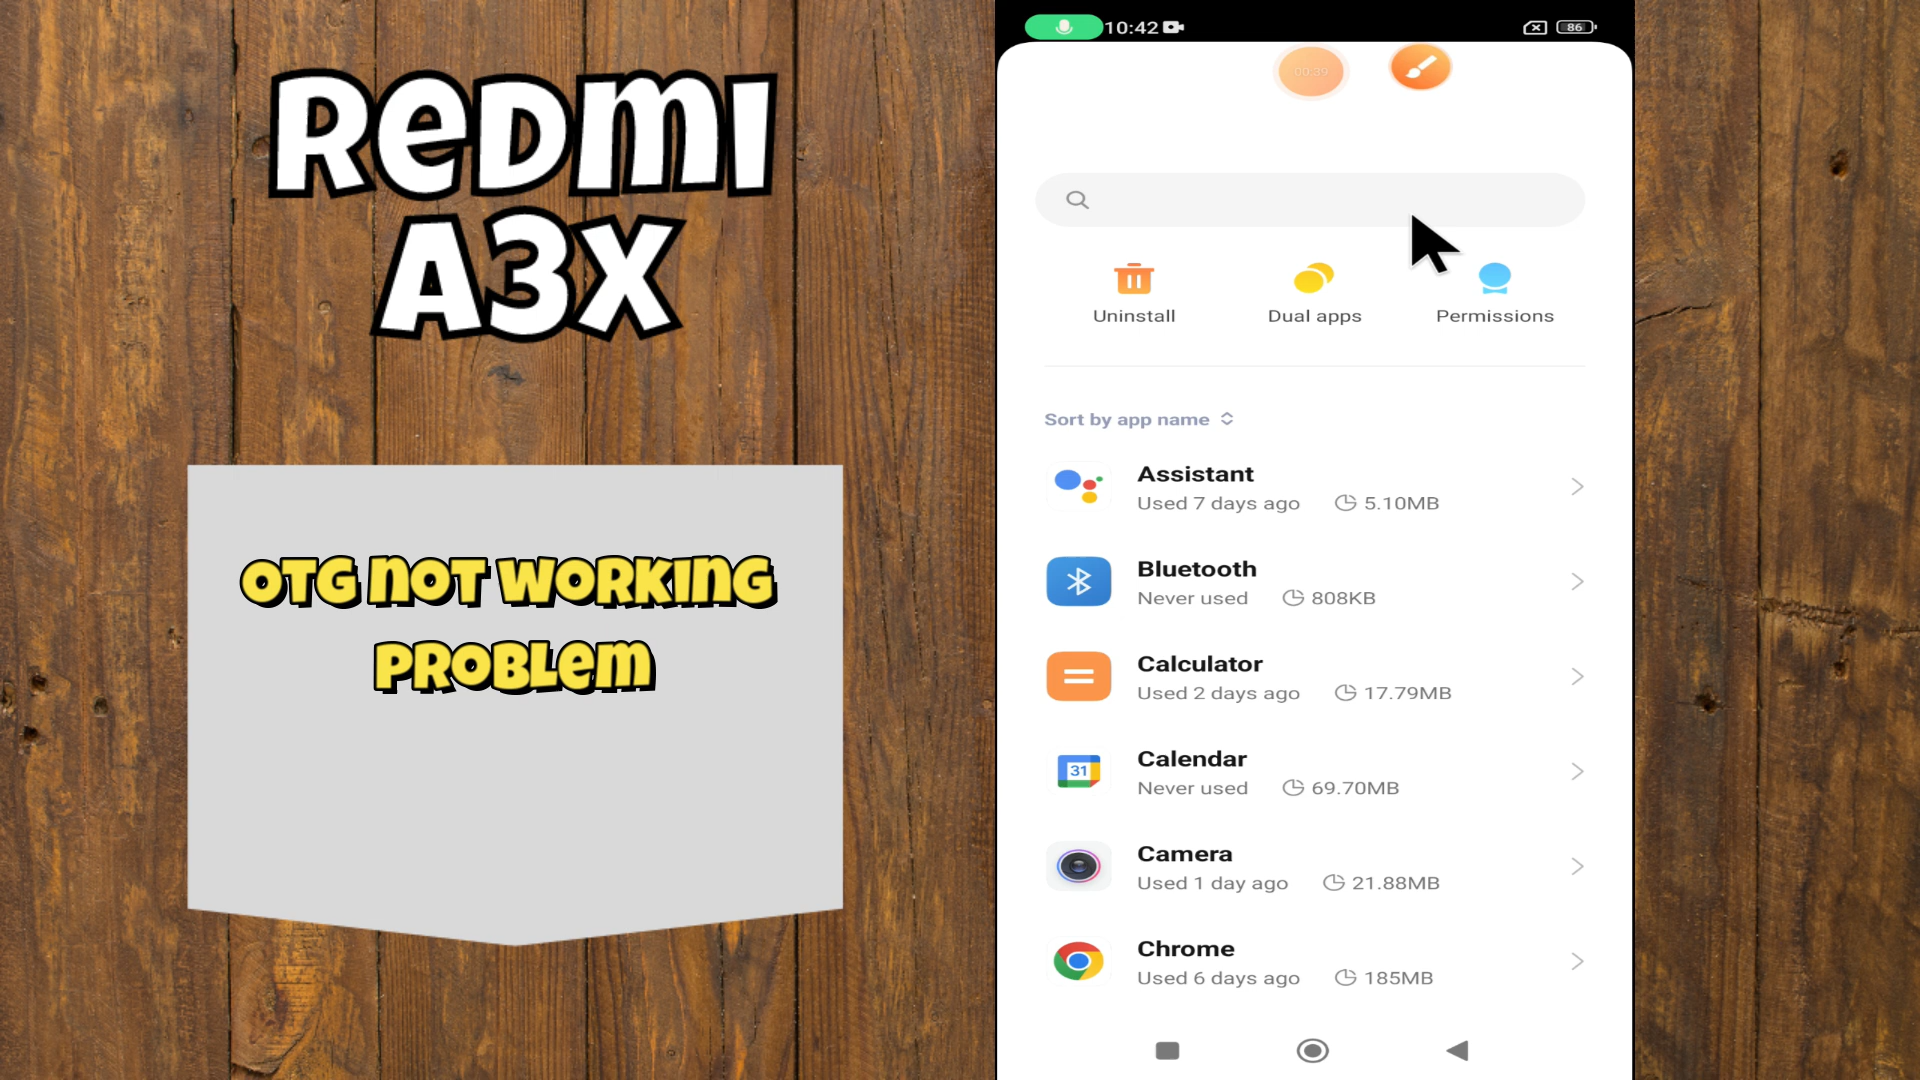 Redmi
A3X
OTG not working
problem
10:42
86
00:39
Uninstall
Dual apps
Permissions
Sort by app name
Assistant
Used 7 days ago 5.10MB
Bluetooth
Never used 808KB
Calculator
Used 2 days ago 17.79MB
Calendar
31
Never used 69.70MB
Camera
Used 1 day ago 21.88MB
Chrome
Used 6 days ago 185MB